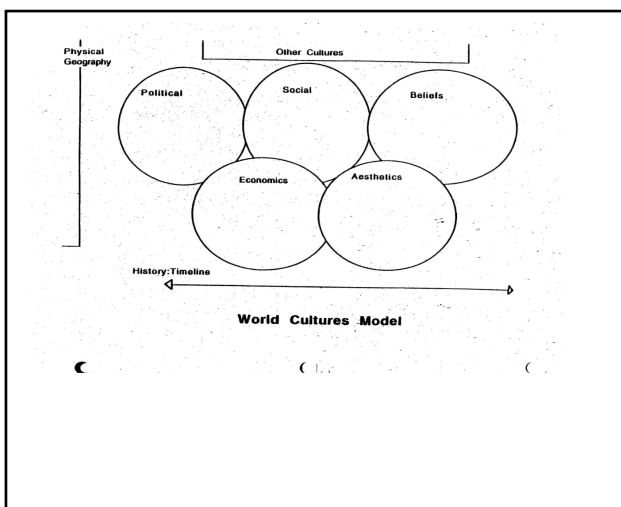 Physical
Geography
Other Cultures
Political
Social
Beliefs
Economics
Aesthetics
History:Timeline
World Cultures Model